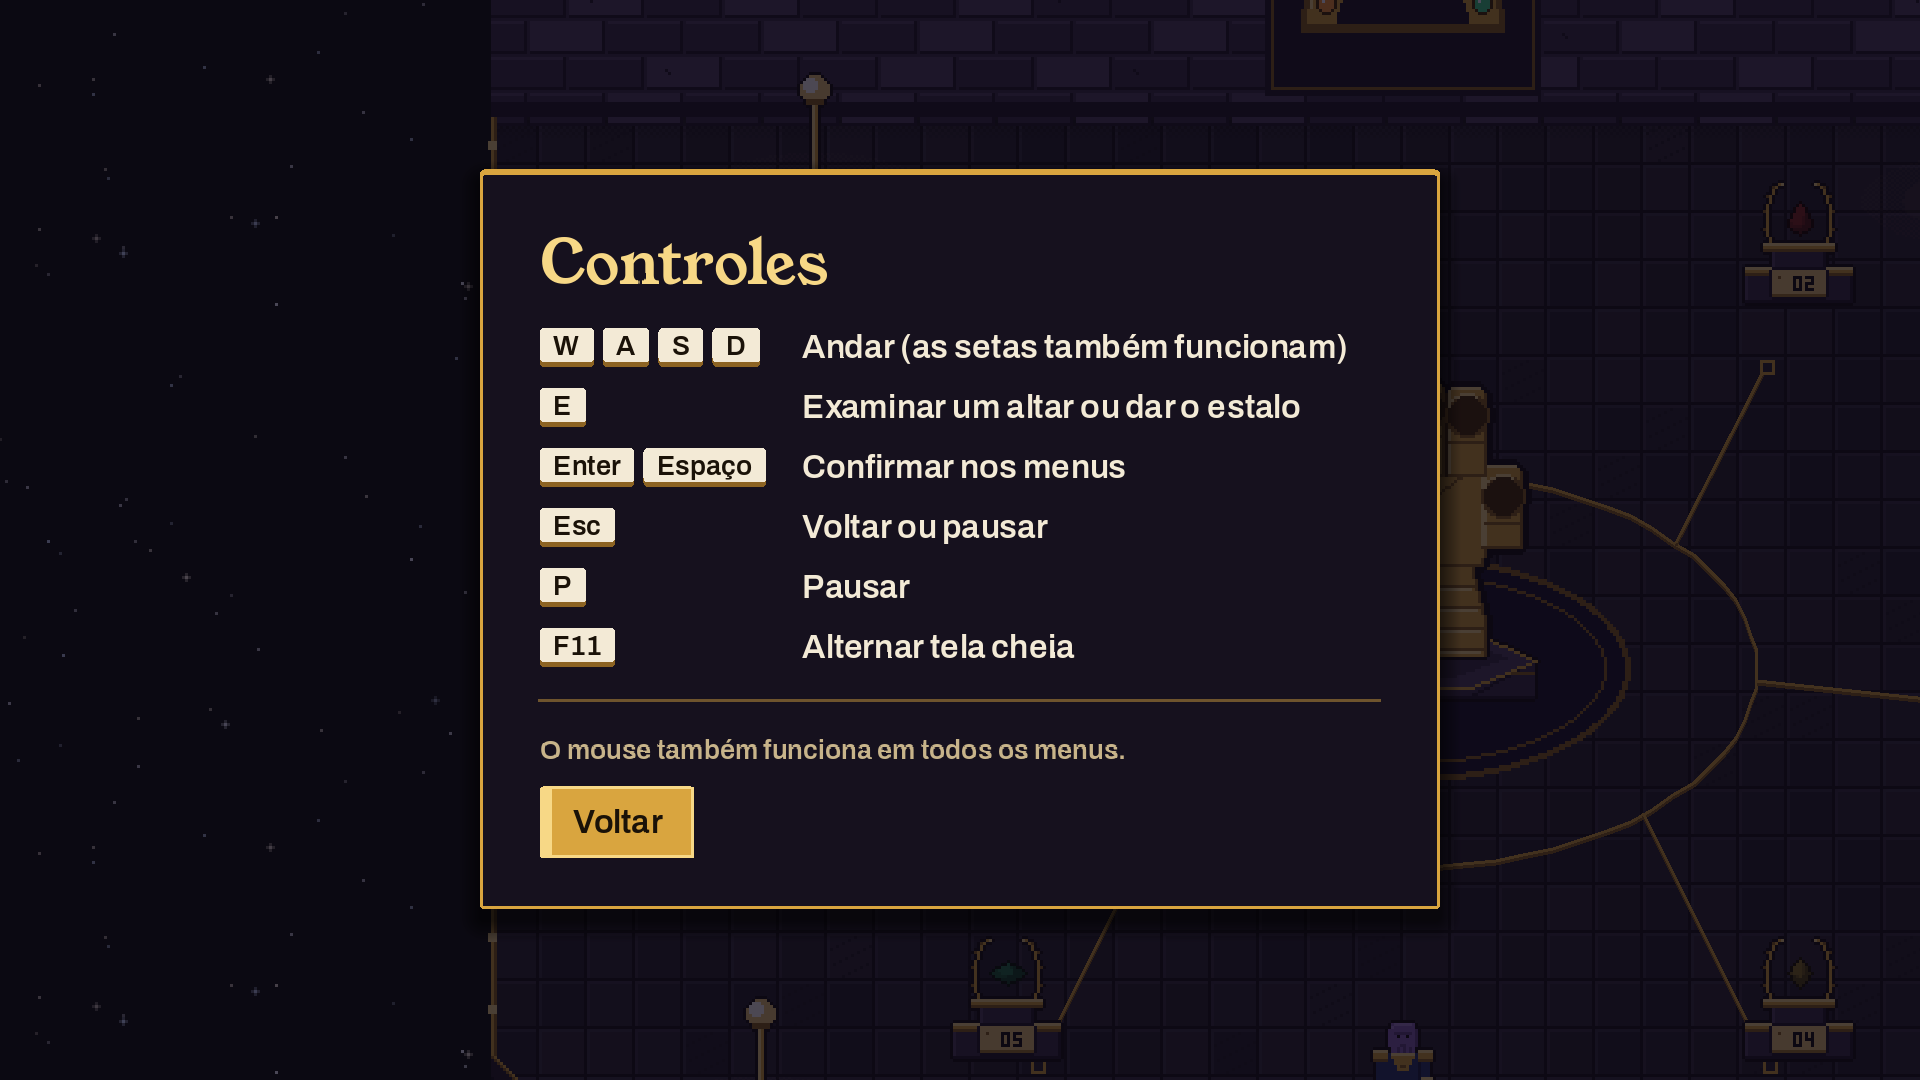 Controles
W A S D Andar (as setas também funcionam)
E Examinar um altar ou dar o estalo
Enter Espaço Confirmar nos menus
Esc Voltar ou pausar
P Pausar
F11 Alternar tela cheia
O mouse também funciona em todos os menus.
Voltar
02
05
04